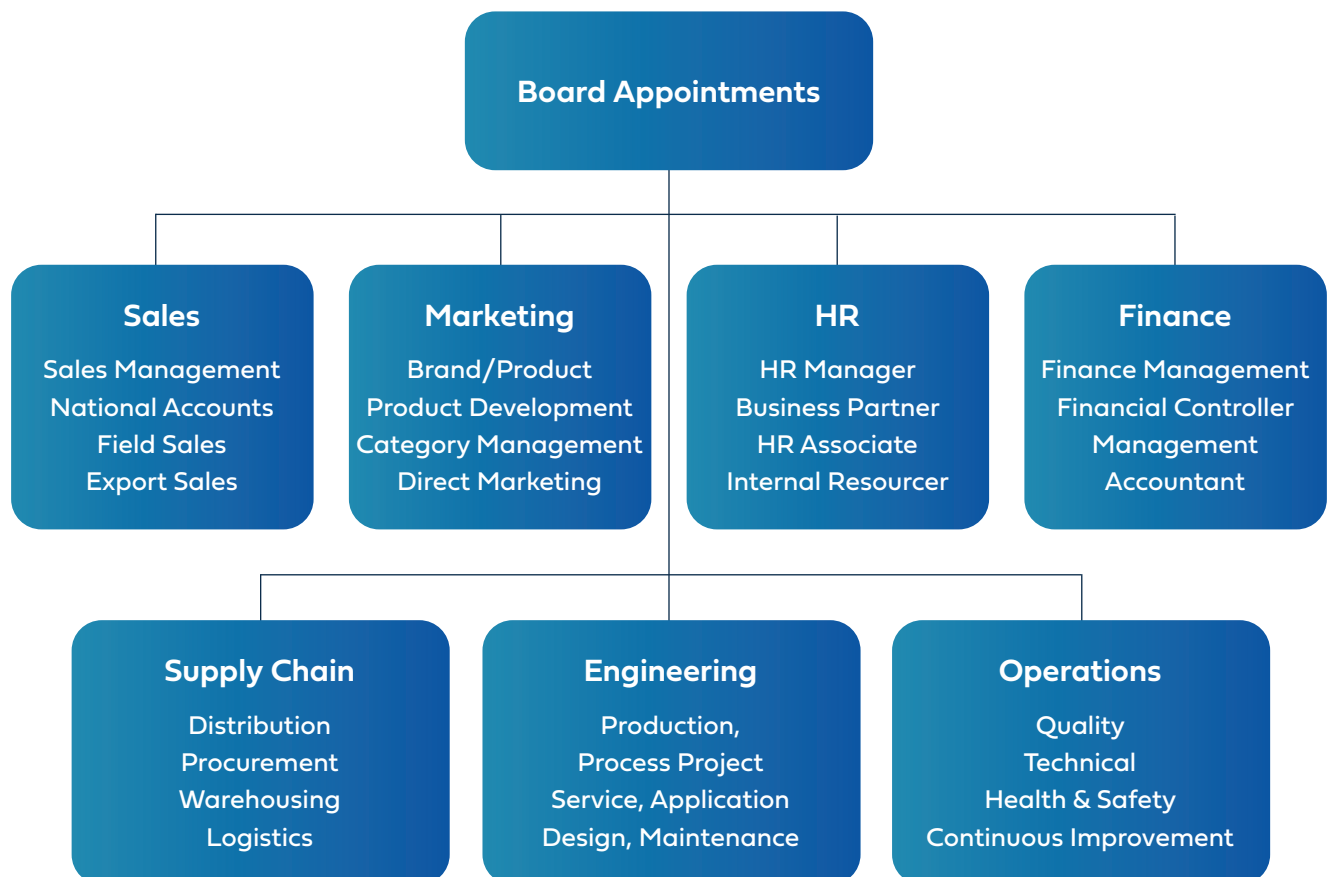 Board Appointments
Sales
Sales Management
National Accounts
Field Sales
Export Sales
Marketing
Brand/Product
Product Development
Category Management
Direct Marketing
HR
HR Manager
Business Partner
HR Associate
Internal Resourcer
Finance
Finance Management
Financial Controller
Management
Accountant
Supply Chain
Distribution
Procurement
Warehousing
Logistics
Engineering
Production,
Process Project
Service, Application
Design, Maintenance
Operations
Quality
Technical
Health & Safety
Continuous Improvement